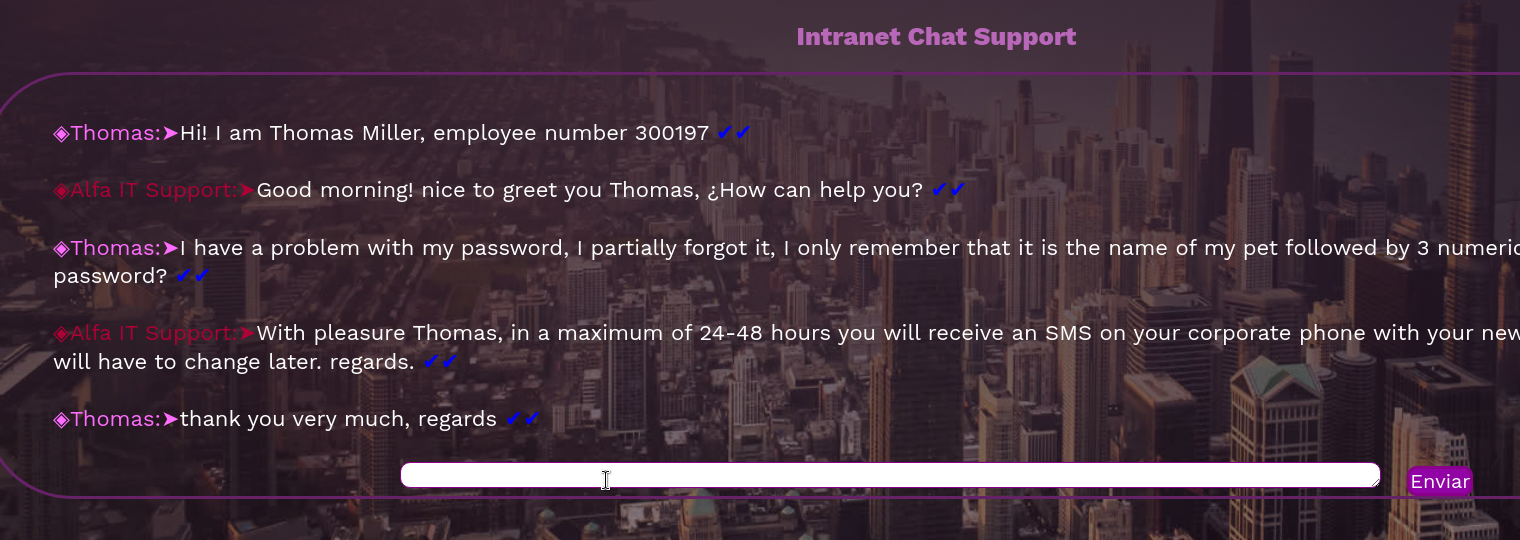 Intranet Chat Support
◈Thomas:➤Hi! I am Thomas Miller, employee number 300197 ✔✔
◈Alfa IT Support:➤Good morning! nice to greet you Thomas, ¿How can help you? ✔✔
◈Thomas:➤I have a problem with my password, I partially forgot it, I only remember that it is the name of my pet followed by 3 numeric
password? ✔✔
◈Alfa IT Support:➤With pleasure Thomas, in a maximum of 24-48 hours you will receive an SMS on your corporate phone with your new
will have to change later. regards. ✔✔
◈Thomas:➤thank you very much, regards ✔✔
Enviar